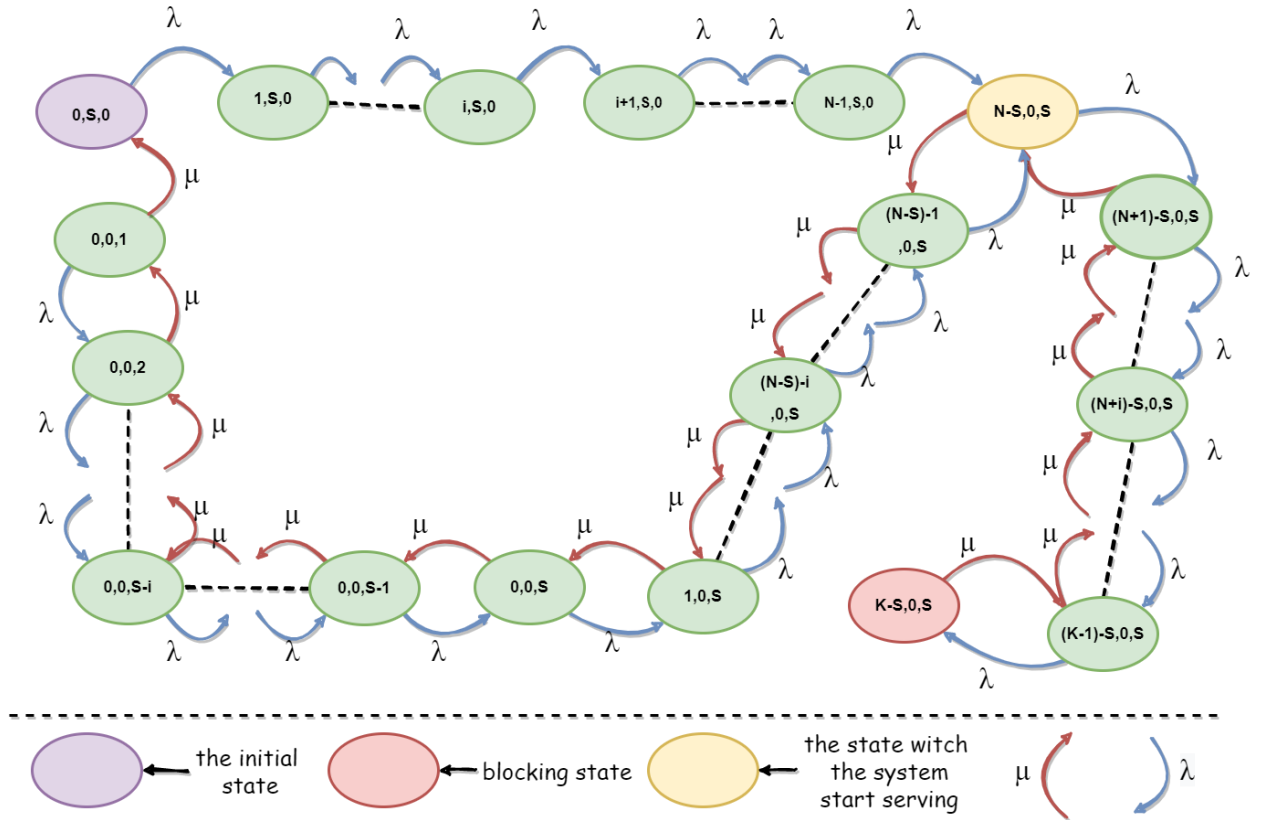 λ
λ
λ
λ
λ
λ
0,S,0
1,S,0
i,S,0
i+1,S,0
N-1,S,0
N-S,0,S
λ
μ
μ
0,0,1
(N-S)-1
,0,S
μ
(N+1)-S,0,S
μ
λ
μ
λ
λ
μ
0,0,2
μ
λ
μ
λ
(N-S)-i
,0,S
λ
(N+i)-S,0,S
λ
μ
μ
μ
λ
λ
μ
λ
μ
μ
μ
μ
μ
μ
λ
λ
0,0,S-i
0,0,S-1
0,0,S
1,0,S
K-S,0,S
(K-1)-S,0,S
λ
λ
λ
λ
λ
the initial
state
blocking state
the state witch
the system
start serving
μ
λ